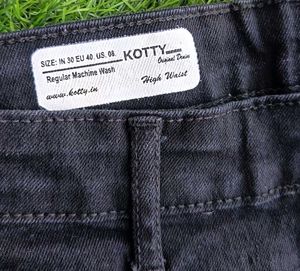 SIZE: IN 30 EU 40, US. 08. KOTTY
Original Denim
Regular Machine Wash
www.kotty.in High Waist